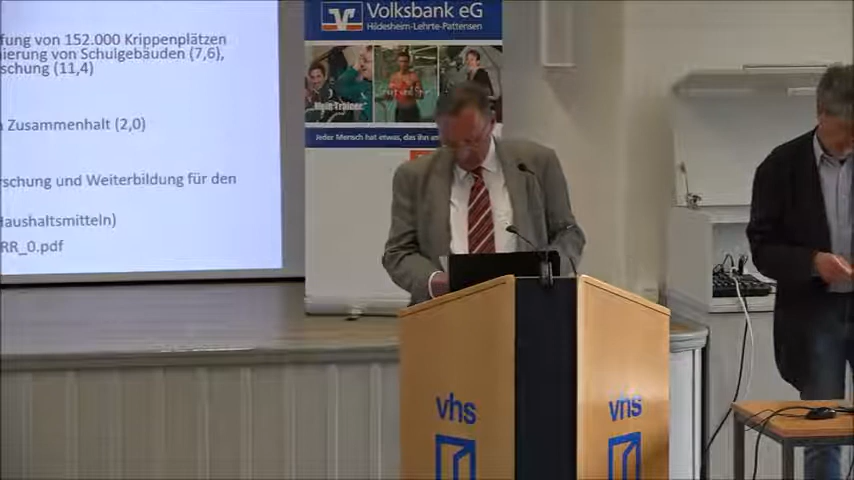 fung von 152.000 Krippenplätzen
ierung von Schulgebäuden (7,6),
schung (11,4)
Zusammenhalt (2,0)
rschung und Weiterbildung für den
Haushaltsmitteln)
RR_0.pdf
Volksbank eG
Hildesheim-Lehrte-Pattensen
Mein Trainer
Sport und
Jeder Mensch hat etwas, das ihn an
vhs
vhs